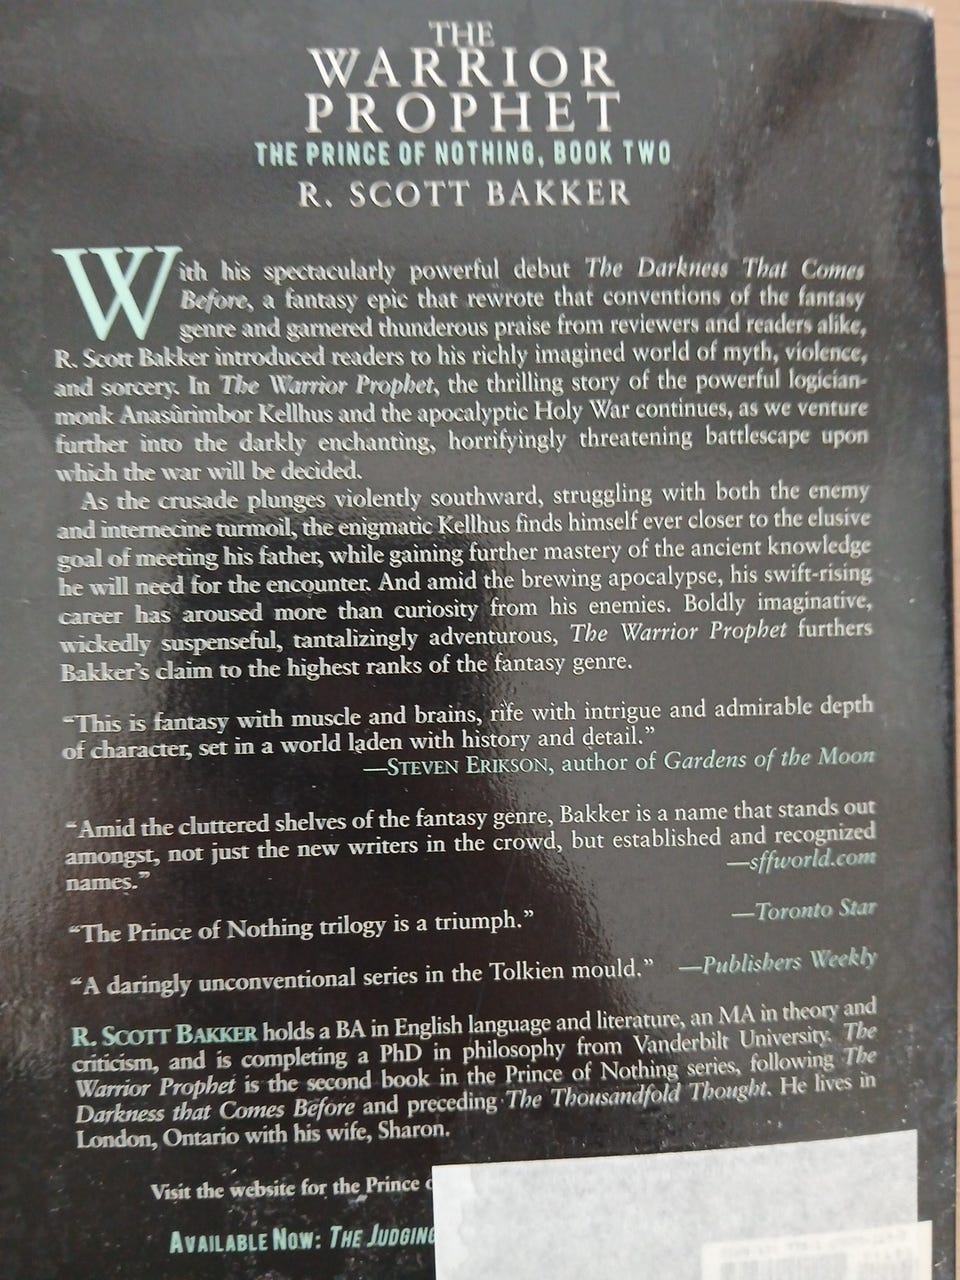 THE
WARRIOR
PROPHET
THE PRINCE OF NOTHING, BOOK TWO
R. SCOTT BAKKER
With his spectacularly powerful debut The Darkness That Comes
Before, a fantasy epic that rewrote that conventions of the fantasy
genre and garnered thunderous praise from reviewers and readers alike,
R. Scott Bakker introduced readers to his richly imagined world of myth, violence,
and sorcery. In The Warrior Prophet, the thrilling story of the powerful logician-
monk Anasûrimbor Kellhus and the apocalyptic Holy War continues, as we venture
further into the darkly enchanting, horrifyingly threatening battlescape upon
which the war will be decided.
As the crusade plunges violently southward, struggling with both the enemy
and internecine turmoil, the enigmatic Kellhus finds himself ever closer to the elusive
goal of meeting his father, while gaining further mastery of the ancient knowledge
he will need for the encounter. And amid the brewing apocalypse, his swift-rising
career has aroused more than curiosity from his enemies. Boldly imaginative,
wickedly suspenseful, tantalizingly adventurous, The Warrior Prophet furthers
Bakker's claim to the highest ranks of the fantasy genre.
“This is fantasy with muscle and brains, rife with intrigue and admirable depth
of character, set in a world laden with history and detail.”
—STEVEN ERIKSON, author of Gardens of the Moon
“Amid the cluttered shelves of the fantasy genre, Bakker is a name that stands out
amongst, not just the new writers in the crowd, but established and recognized
names.” —sffworld.com
“The Prince of Nothing trilogy is a triumph.” —Toronto Star
“A daringly unconventional series in the Tolkien mould.” —Publishers Weekly
R. SCOTT BAKKER holds a BA in English language and literature, an MA in theory and
criticism, and is completing a PhD in philosophy from Vanderbilt University. The
Warrior Prophet is the second book in the Prince of Nothing series, following The
Darkness that Comes Before and preceding The Thousandfold Thought. He lives in
London, Ontario with his wife, Sharon.
Visit the website for the Prince
AVAILABLE NOW: THE JUDGING